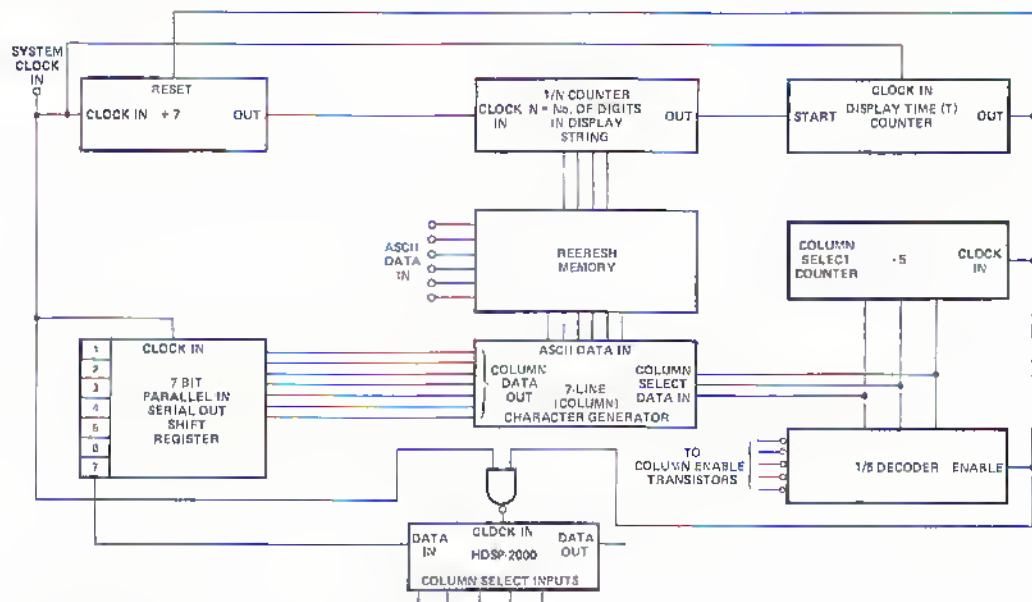 SYSTEM
CLOCK
IN
RESET
CLOCK IN ÷7 OUT
1/N COUNTER
CLOCK N = No. OF DIGITS
IN IN DISPLAY OUT
STRING
CLOCK IN
START DISPLAY TIME (T) OUT
COUNTER
ASCII
DATA
IN
REFRESH
MEMORY
COLUMN
SELECT ÷5 CLOCK
COUNTER IN
1
2
3
4
5
6
7
CLOCK IN
7 BIT
PARALLEL IN
SERIAL OUT
SHIFT
REGISTER
ASCII DATA IN
COLUMN
DATA
OUT
7-LINE
(COLUMN)
CHARACTER GENERATOR
COLUMN
SELECT
DATA IN
TO
COLUMN ENABLE
TRANSISTORS
1/5 DECODER ENABLE
DATA
IN
CLOCK IN
HDSP-2000
DATA
OUT
COLUMN SELECT INPUTS